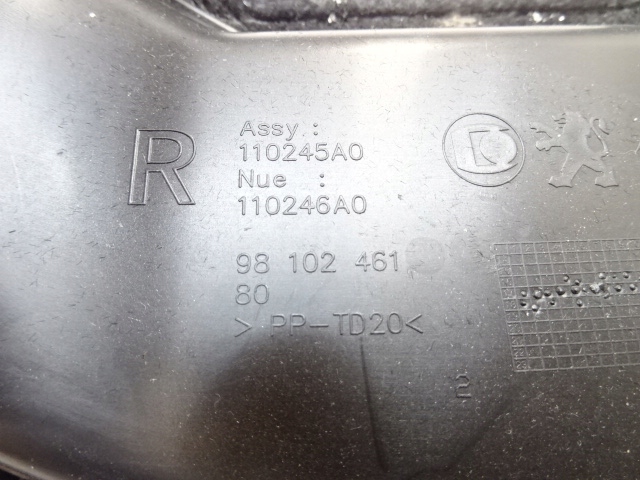 R
Assy :
110245A0
Nue :
110246A0
98 102 461
80
> PP-TD20<
2